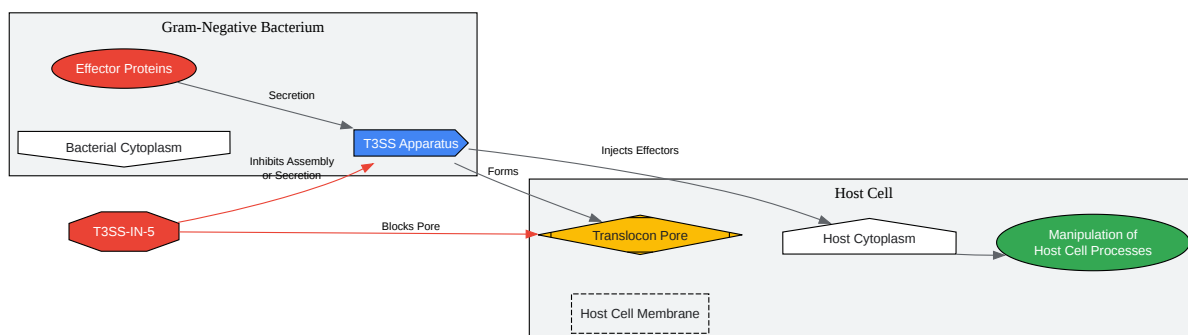 Gram-Negative Bacterium
Effector Proteins
Secretion
T3SS Apparatus
Bacterial Cytoplasm
Injects Effectors
Inhibits Assembly
or Secretion
Forms
Host Cell
T3SS-IN-5
Blocks Pore
Translocon Pore
Host Cytoplasm
Manipulation of
Host Cell Processes
Host Cell Membrane